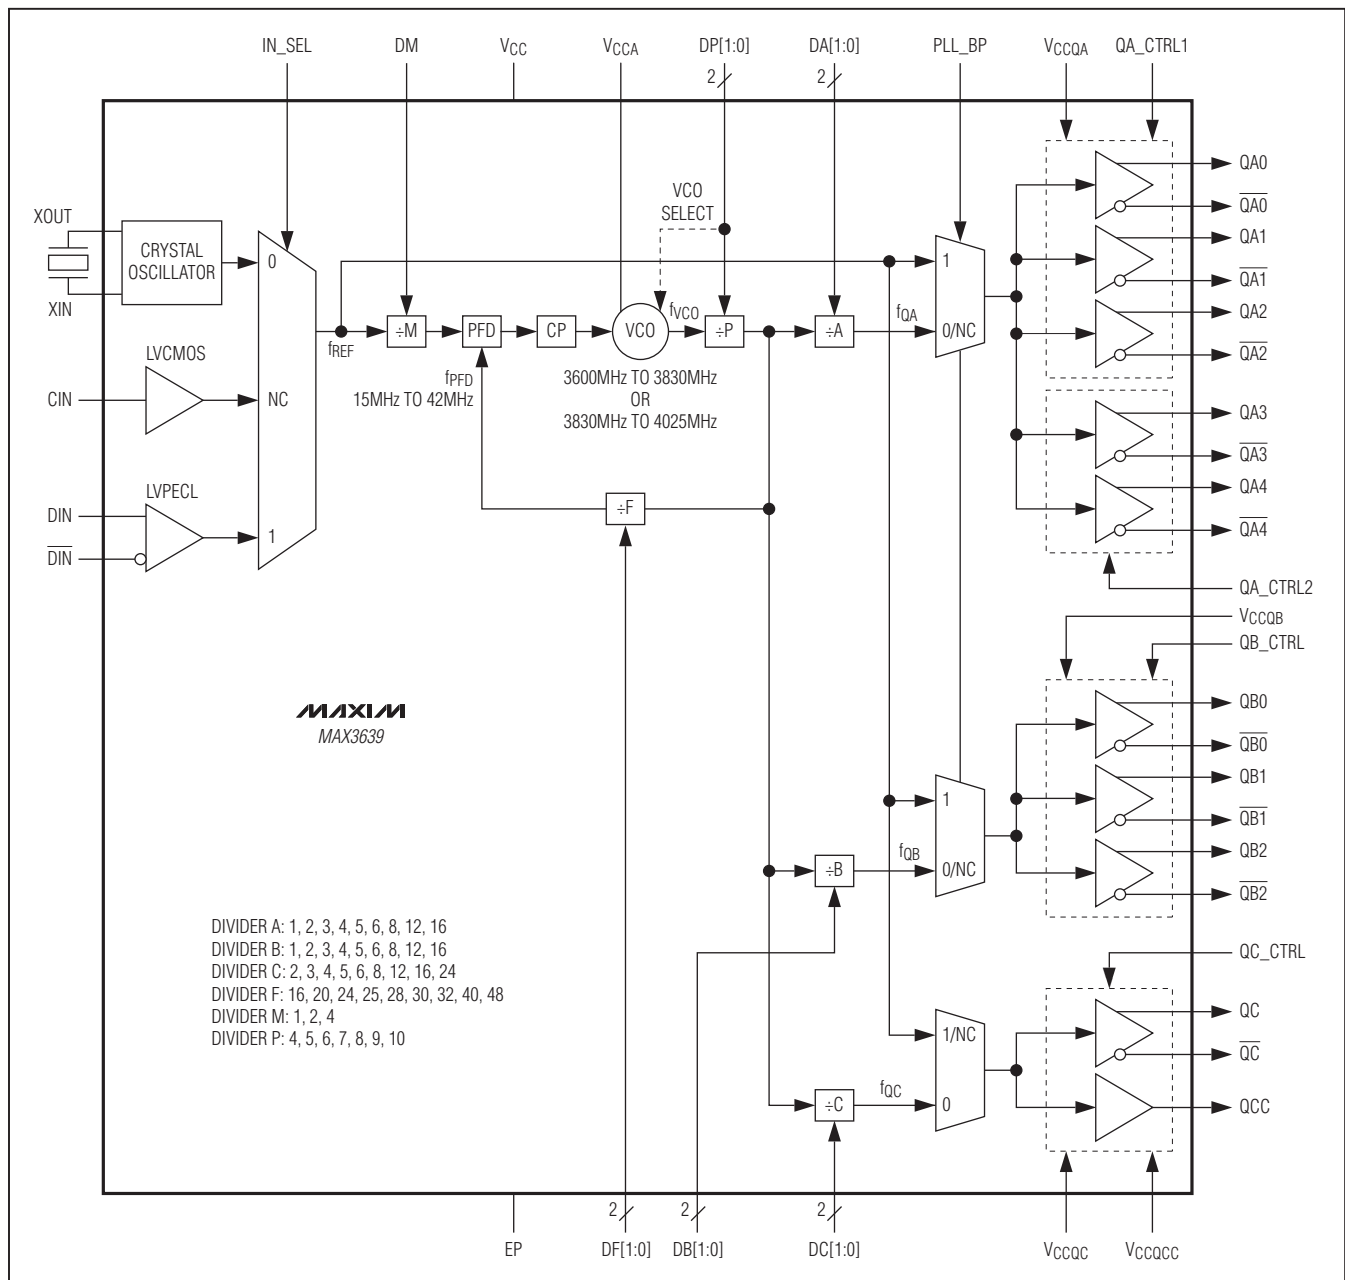 IN_SEL DM VCC VCCA DP[1:0] DA[1:0] PLL_BP VCCQA QA_CTRL1
2 2
QA0
QA0
VCO
SELECT
XOUT
CRYSTAL
OSCILLATOR
XIN
0
1
QA1
QA1
QA2
QA2
fREF
÷M PFD CP VCO fVCO ÷P ÷A fQA 0/NC
fPFD
15MHz TO 42MHz
3600MHz TO 3830MHz
OR
3830MHz TO 4025MHz
LVCMOS
CIN
NC
QA3
QA3
QA4
QA4
LVPECL
DIN
DIN
1
÷F
QA_CTRL2
VCCQB
QB_CTRL
MAXIM
MAX3639
QB0
QB0
QB1
QB1
QB2
QB2
1
÷B fQB 0/NC
DIVIDER A: 1, 2, 3, 4, 5, 6, 8, 12, 16
DIVIDER B: 1, 2, 3, 4, 5, 6, 8, 12, 16
DIVIDER C: 2, 3, 4, 5, 6, 8, 12, 16, 24
DIVIDER F: 16, 20, 24, 25, 28, 30, 32, 40, 48
DIVIDER M: 1, 2, 4
DIVIDER P: 4, 5, 6, 7, 8, 9, 10
QC_CTRL
QC
QC
QCC
1/NC
÷C fQC 0
2 2 2
EP DF[1:0] DB[1:0] DC[1:0] VCCQC VCCQCC